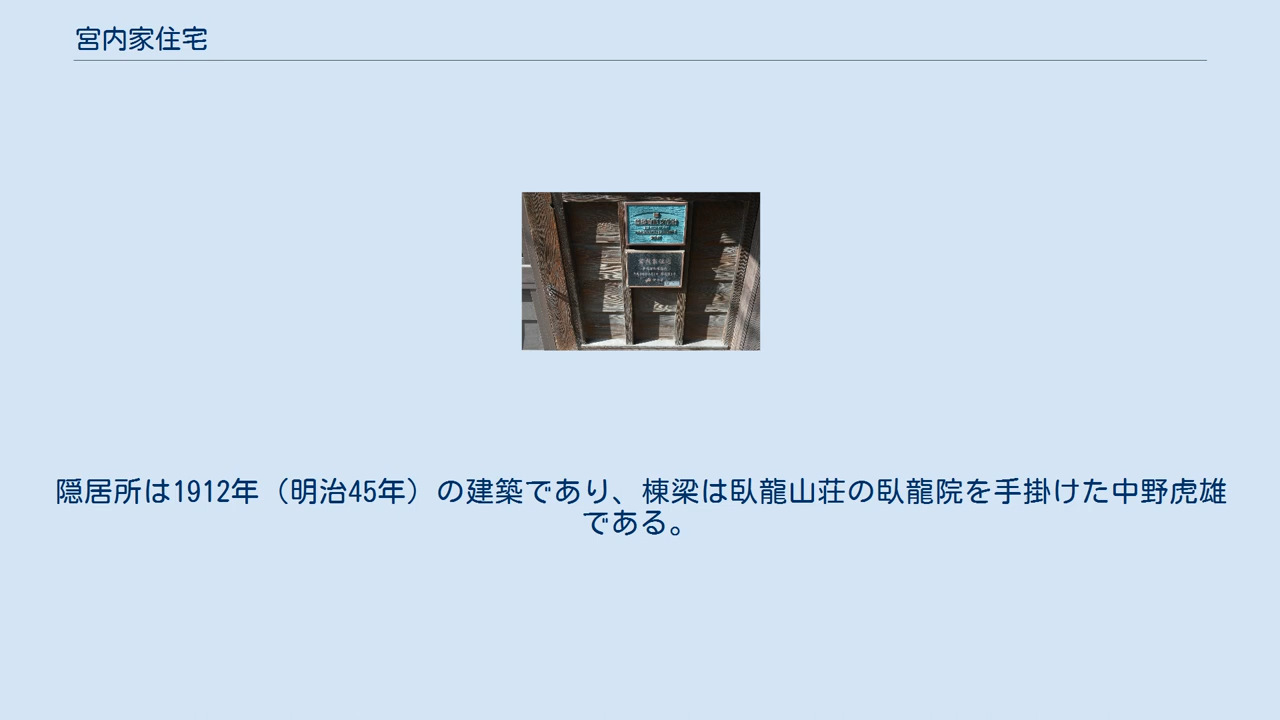 宮内家住宅
隠居所は1912年（明治45年）の建築であり、棟梁は臥龍山荘の臥龍院を手掛けた中野虎雄
である。